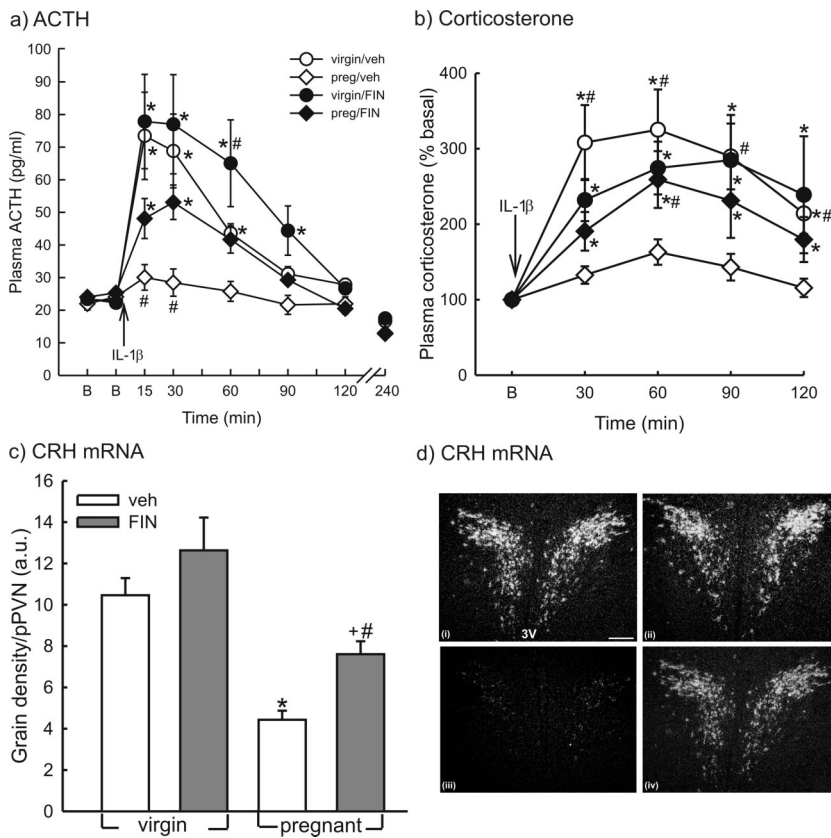 a) ACTH
Plasma ACTH (pg/ml)
100
90
80
70
60
50
40
30
20
10
0
virgin/veh
preg/veh
virgin/FIN
preg/FIN
*
*
*
*
* #
*
*
*
*
*
#
#
IL-1β
B
B
15
30
60
90
120
240
Time (min)
b) Corticosterone
Plasma corticosterone (% basal)
400
300
200
100
0
IL-1β
*#
*#
*
*
*
*
#
*
*
*#
*
*
*#
*
B
30
60
90
120
Time (min)
c) CRH mRNA
Grain density/pPVN (a.u.)
16
14
12
10
8
6
4
2
0
veh
FIN
*
+#
virgin
pregnant
d) CRH mRNA
(i)
3V
(ii)
(iii)
(iv)